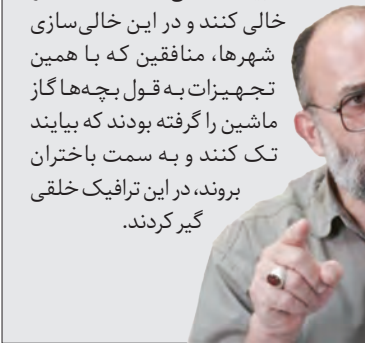 خالی کنند و در این خالی‌سازی
شهرها، منافقین که با همین
تجهیزات به قول بچه‌ها گاز
ماشین را گرفته بودند که بیایند
تک کنند و به سمت باختران
بروند، در این ترافیک خلقی
گیر کردند.